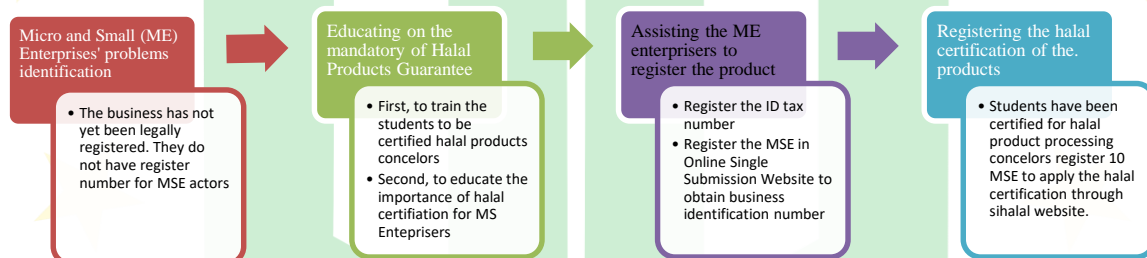 Micro and Small (ME)
Enterprises' problems
identification
• The business has not
yet been legally
registered. They do
not have register
number for MSE actors
Educating on the
mandatory of Halal
Products Guarantee
• First, to train the
students to be
certified halal products
concelors
• Second, to educate the
importance of halal
certifiation for MS
Enteprisers
Assisting the ME
enterprisers to
register the product
• Register the ID tax
number
• Register the MSE in
Online Single
Submission Website to
obtain business
identification number
Registering the halal
certification of the.
products
• Students have been
certified for halal
product processing
concelors register 10
MSE to apply the halal
certification through
sihalal website.